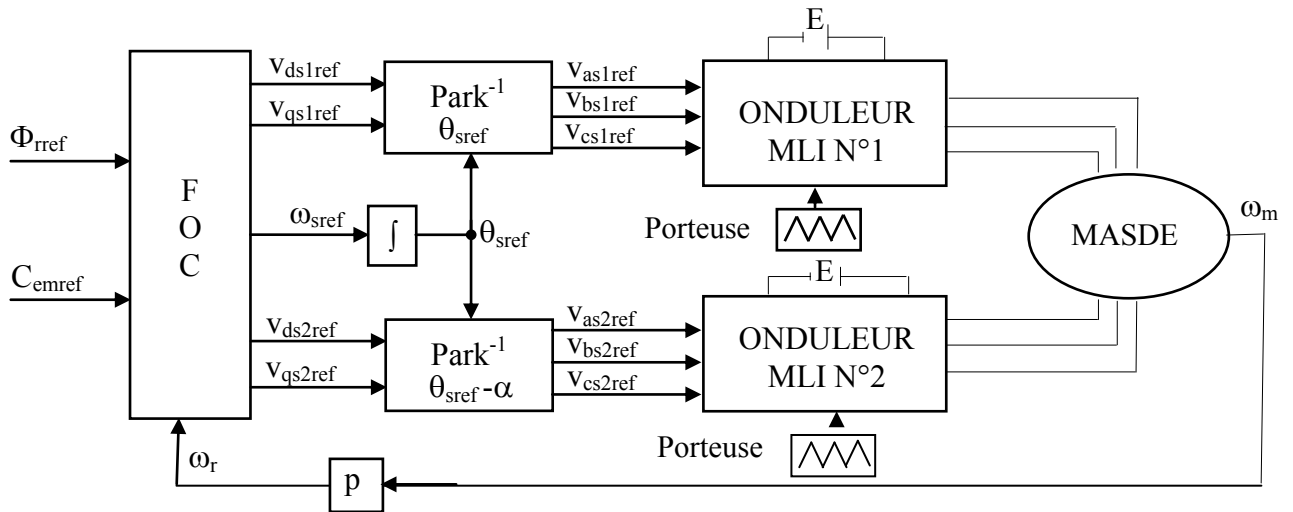 Φrref
Cemref
F
O
C
vds1ref
vqs1ref
ωsref
∫
θsref
vds2ref
vqs2ref
Park-1
θsref
Park-1
θsref -α
vas1ref
vbs1ref
vcs1ref
vas2ref
vbs2ref
vcs2ref
E
ONDULEUR
MLI N°1
Porteuse
E
ONDULEUR
MLI N°2
Porteuse
MASDE
ωm
p
ωr